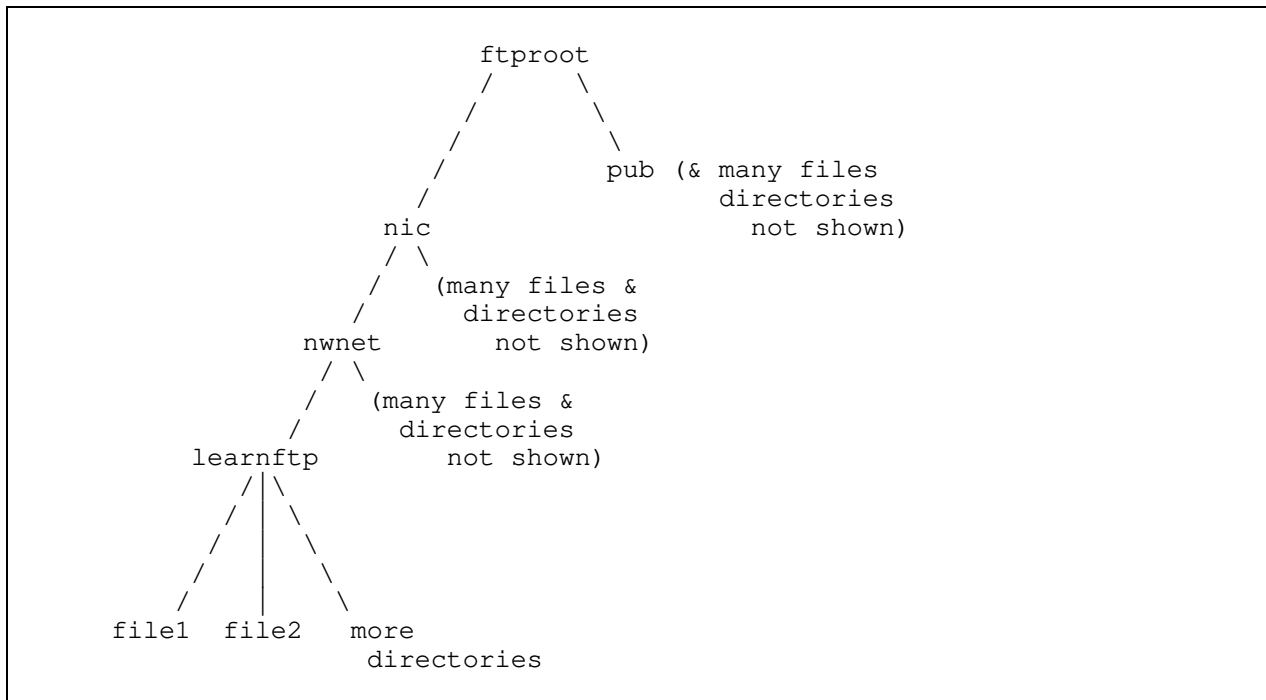 ftproot
pub (& many files
directories
not shown)
nic
(many files &
directories
nwnet not shown)
(many files &
directories
learnftp not shown)
file1 file2 more
directories